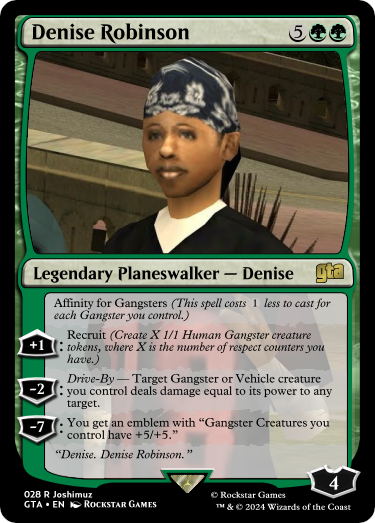 Denise Robinson 5
gta
Legendary Planeswalker — Denise
Affinity for Gangsters (This spell costs 1 less to cast for
each Gangster you control.)
+1: Recruit (Create X 1/1 Human Gangster creature
tokens, where X is the number of respect counters you
have.)
-2: Drive-By — Target Gangster or Vehicle creature
you control deals damage equal to its power to any
target.
-7: You get an emblem with “Gangster Creatures you
control have +5/+5.”
“Denise. Denise Robinson.”
4
028 R Joshimuz
GTA • EN Rockstar Games
© Rockstar Games
™ & © 2024 Wizards of the Coast